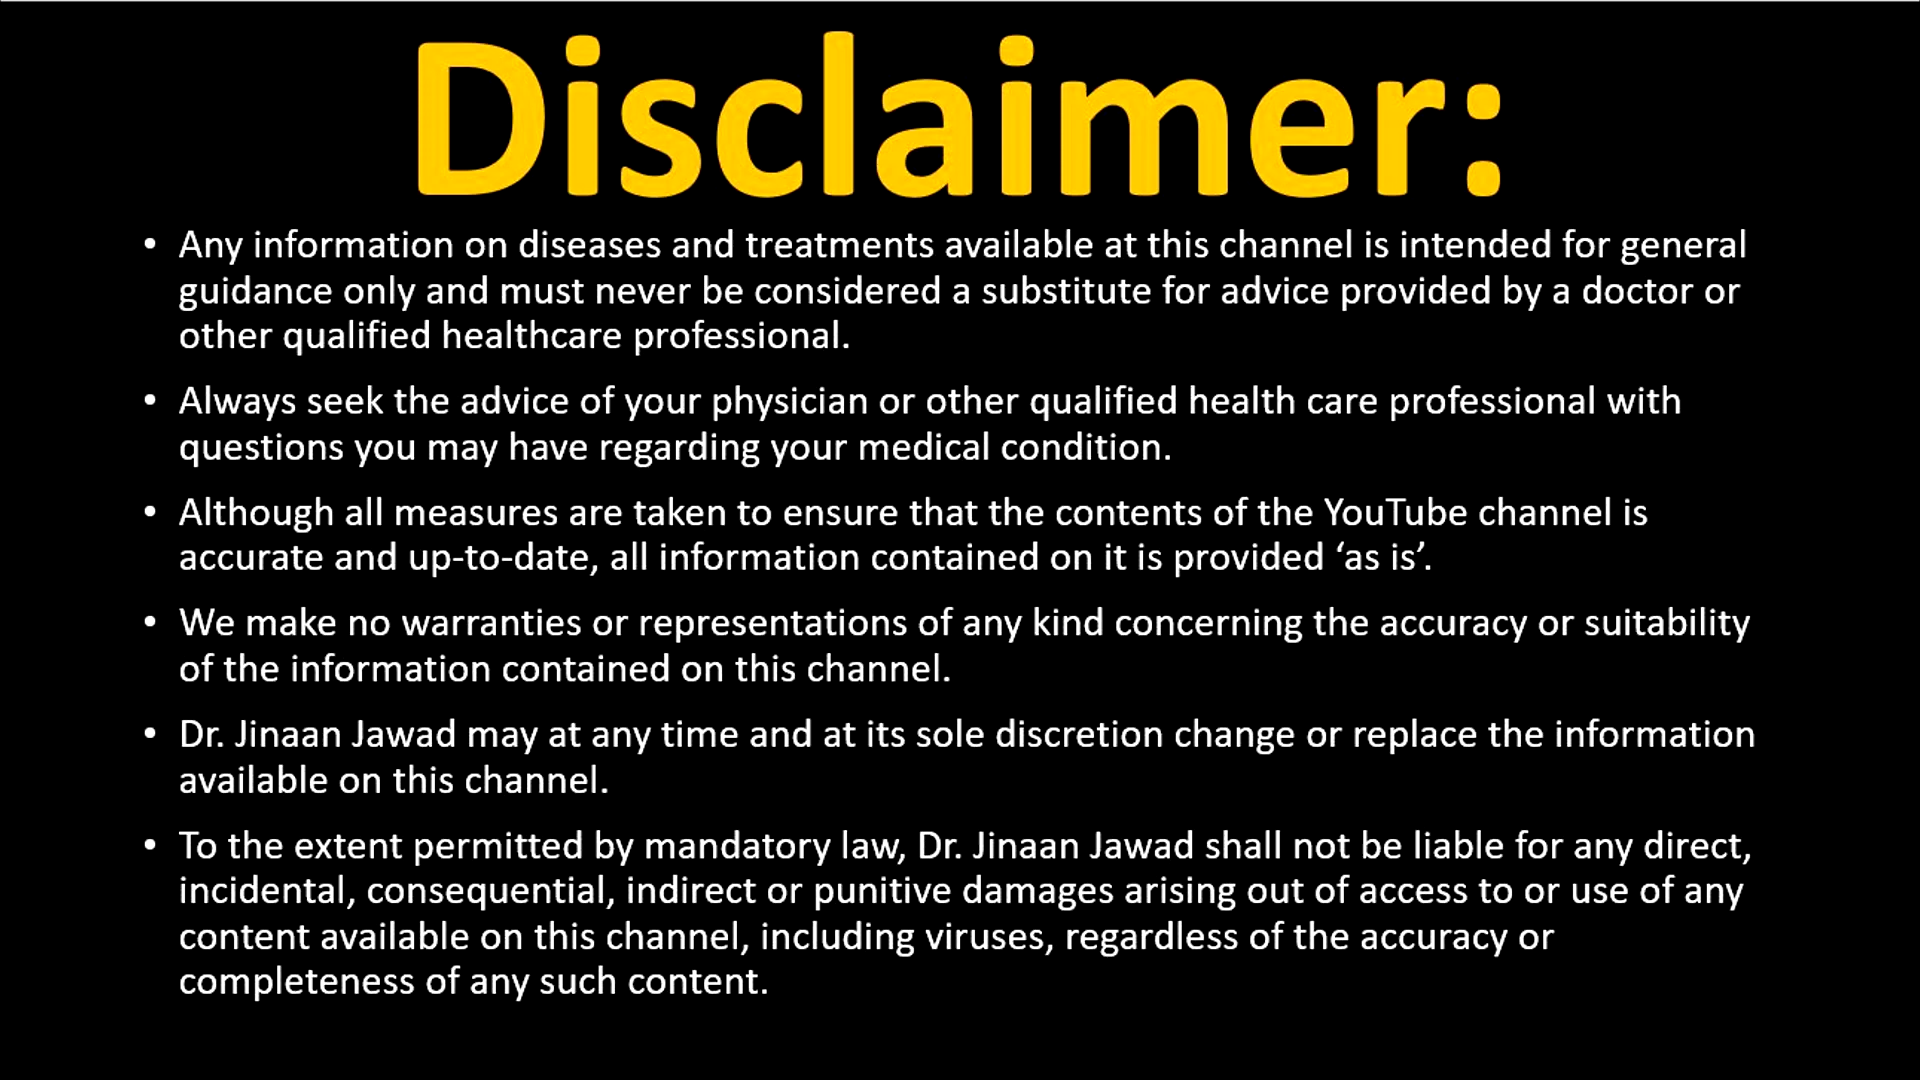 Disclaimer:
• Any information on diseases and treatments available at this channel is intended for general
guidance only and must never be considered a substitute for advice provided by a doctor or
other qualified healthcare professional.
• Always seek the advice of your physician or other qualified health care professional with
questions you may have regarding your medical condition.
• Although all measures are taken to ensure that the contents of the YouTube channel is
accurate and up-to-date, all information contained on it is provided ‘as is’.
• We make no warranties or representations of any kind concerning the accuracy or suitability
of the information contained on this channel.
• Dr. Jinaan Jawad may at any time and at its sole discretion change or replace the information
available on this channel.
• To the extent permitted by mandatory law, Dr. Jinaan Jawad shall not be liable for any direct,
incidental, consequential, indirect or punitive damages arising out of access to or use of any
content available on this channel, including viruses, regardless of the accuracy or
completeness of any such content.